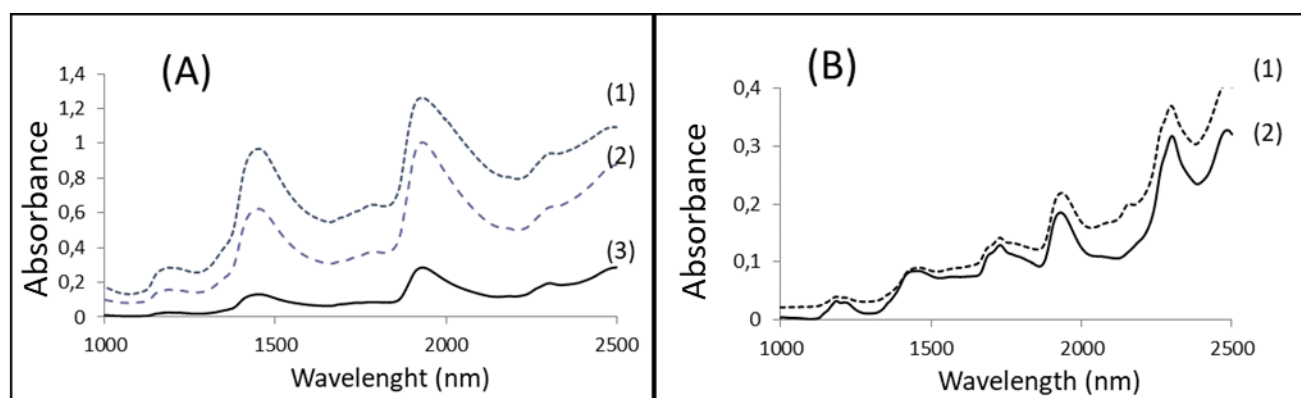 (A)
Absorbance
1,4
1,2
1
0,8
0,6
0,4
0,2
0
(1)
(2)
(3)
1000 1500 2000 2500
Wavelenght (nm)
(B)
Absorbance
0,4
0,3
0,2
0,1
0
(1)
(2)
1000 1500 2000 2500
Wavelength (nm)